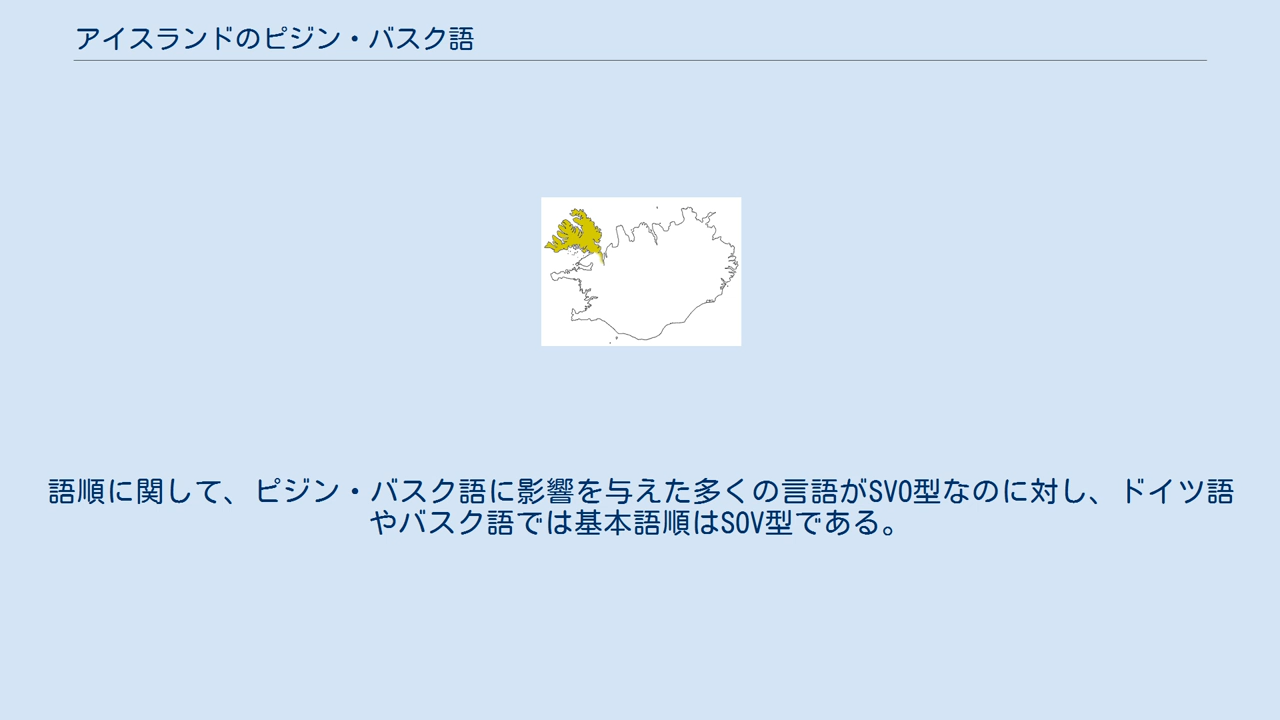 アイスランドのピジン・バスク語
語順に関して、ピジン・バスク語に影響を与えた多くの言語がSVO型なのに対し、ドイツ語
やバスク語では基本語順はSOV型である。